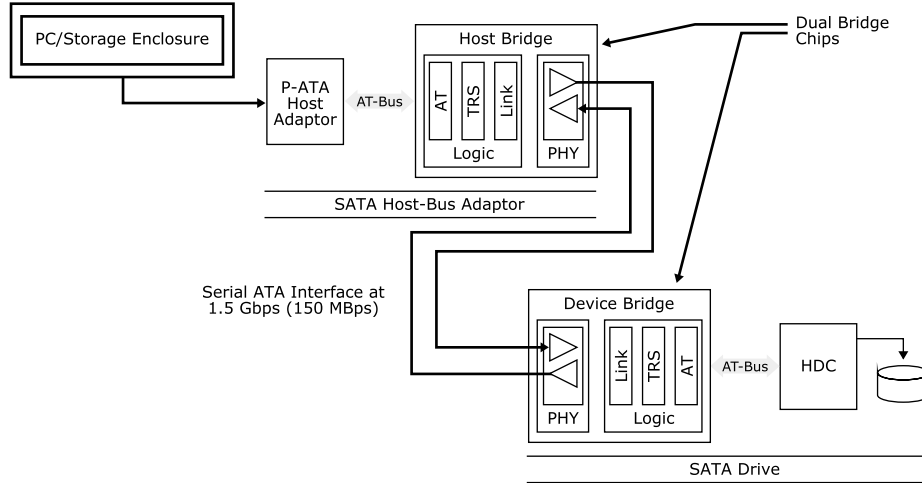 PC/Storage Enclosure
P-ATA
Host
Adaptor
AT-Bus
Host Bridge
AT
TRS
Link
Logic
PHY
Dual Bridge
Chips
SATA Host-Bus Adaptor
Serial ATA Interface at
1.5 Gbps (150 MBps)
Device Bridge
PHY
Link
TRS
AT
Logic
AT-Bus
HDC
SATA Drive